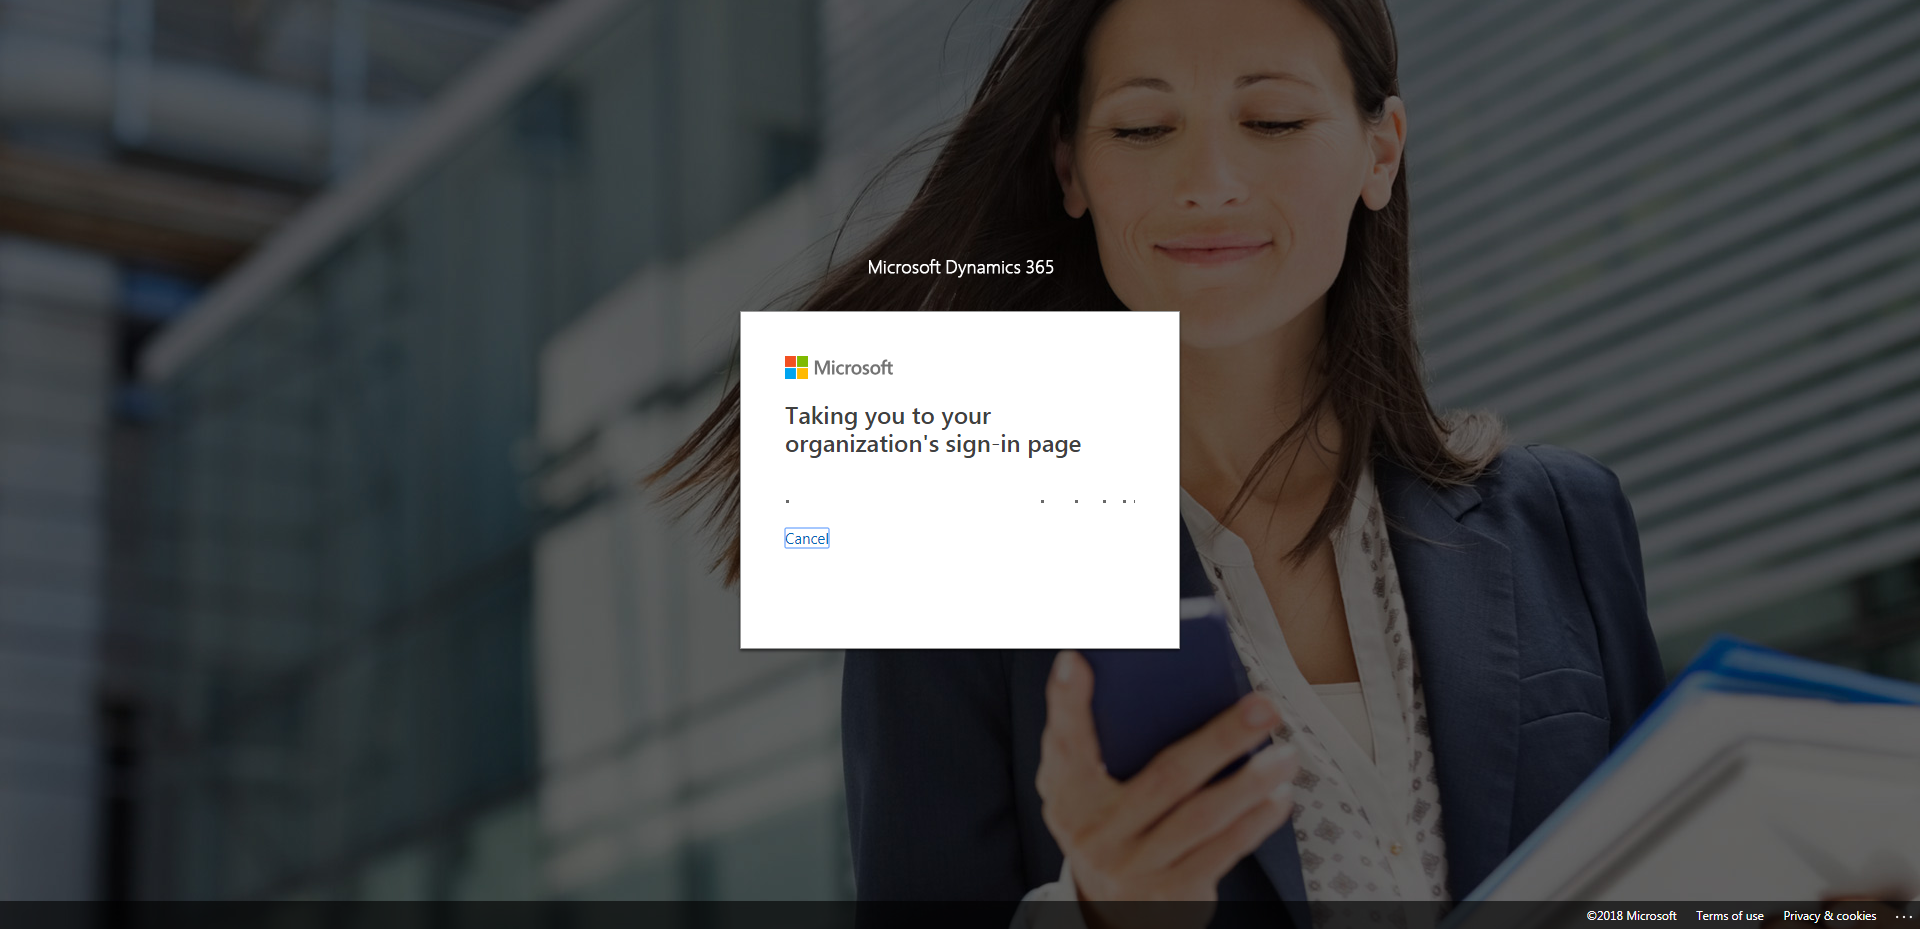 Microsoft Dynamics 365
Microsoft
Taking you to your
organization's sign-in page
Cancel
©2018 Microsoft Terms of use Privacy & cookies ...